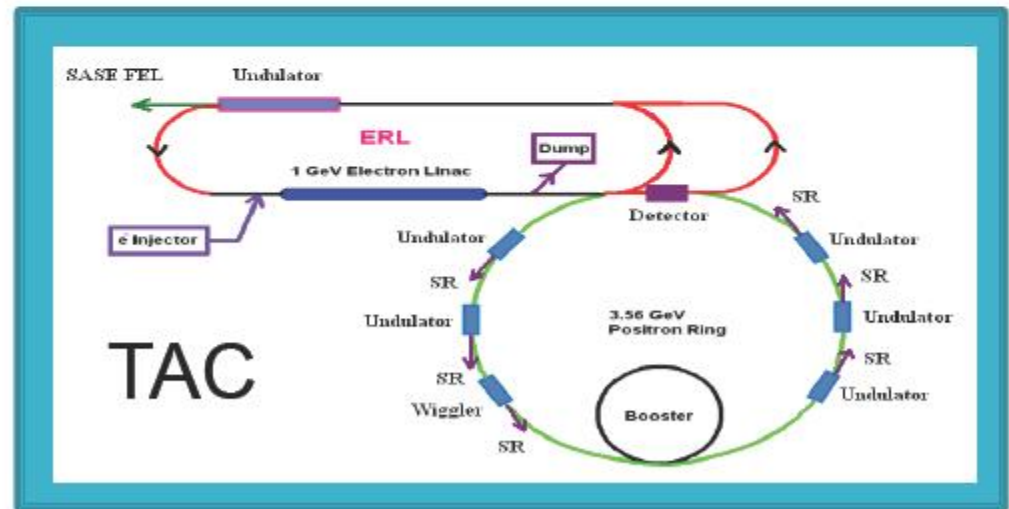 SASE FEL
Undulator
ERL
Dump
1 GeV Electron Linac
Detector
SR
e Injector
Undulator
Undulator
SR
SR
Undulator
3.56 GeV
Positron Ring
Undulator
TAC
SR
SR
Wiggler
Undulator
Booster
SR